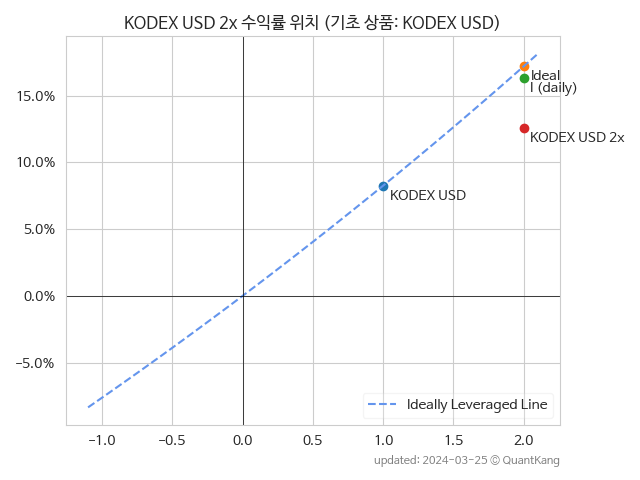 KODEX USD 2x 수익률 위치 (기초 상품: KODEX USD)
15.0%
10.0%
5.0%
0.0%
−5.0%
Ideal
I (daily)
KODEX USD 2x
KODEX USD
Ideally Leveraged Line
−1.0 −0.5 0.0 0.5 1.0 1.5 2.0
updated: 2024-03-25 © QuantKang